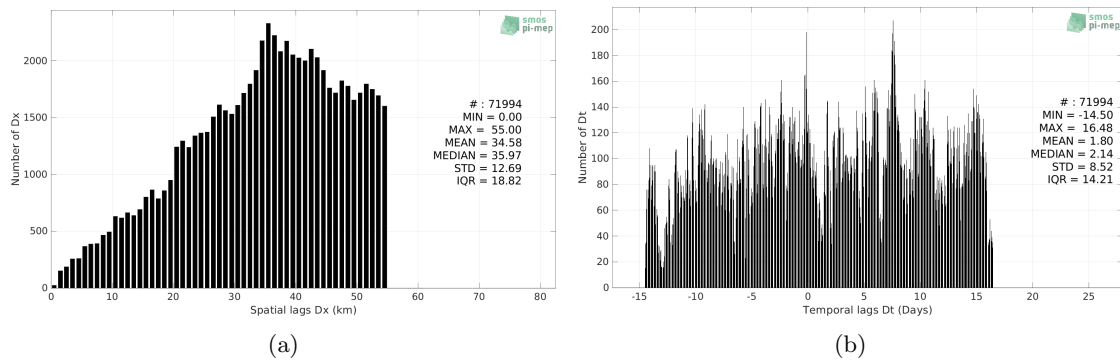 smos
pi-mep
2000
1500
1000
500
0
Number of Dx
# : 71994
MIN = 0.00
MAX = 55.00
MEAN = 34.58
MEDIAN = 35.97
STD = 12.69
IQR = 18.82
0 10 20 30 40 50 60 70 80
Spatial lags Dx (km)
(a)
smos
pi-mep
200
180
160
140
120
100
80
60
40
20
0
Number of Dt
# : 71994
MIN = -14.50
MAX = 16.48
MEAN = 1.80
MEDIAN = 2.14
STD = 8.52
IQR = 14.21
-15 -10 -5 0 5 10 15 20 25
Temporal lags Dt (Days)
(b)